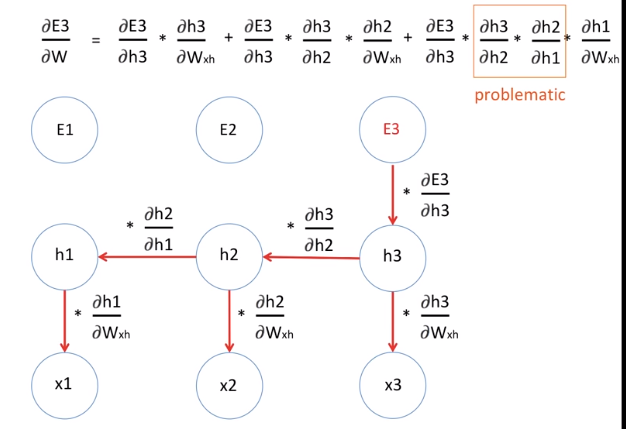 ∂E3/∂W = ∂E3/∂h3 * ∂h3/∂Wxh + ∂E3/∂h3 * ∂h3/∂h2 * ∂h2/∂Wxh + ∂E3/∂h3 * ∂h3/∂h2 * ∂h2/∂h1 * ∂h1/∂Wxh
problematic
E1 E2 E3
* ∂E3/∂h3
* ∂h2/∂h1 * ∂h3/∂h2
h1 h2 h3
* ∂h1/∂Wxh * ∂h2/∂Wxh * ∂h3/∂Wxh
x1 x2 x3